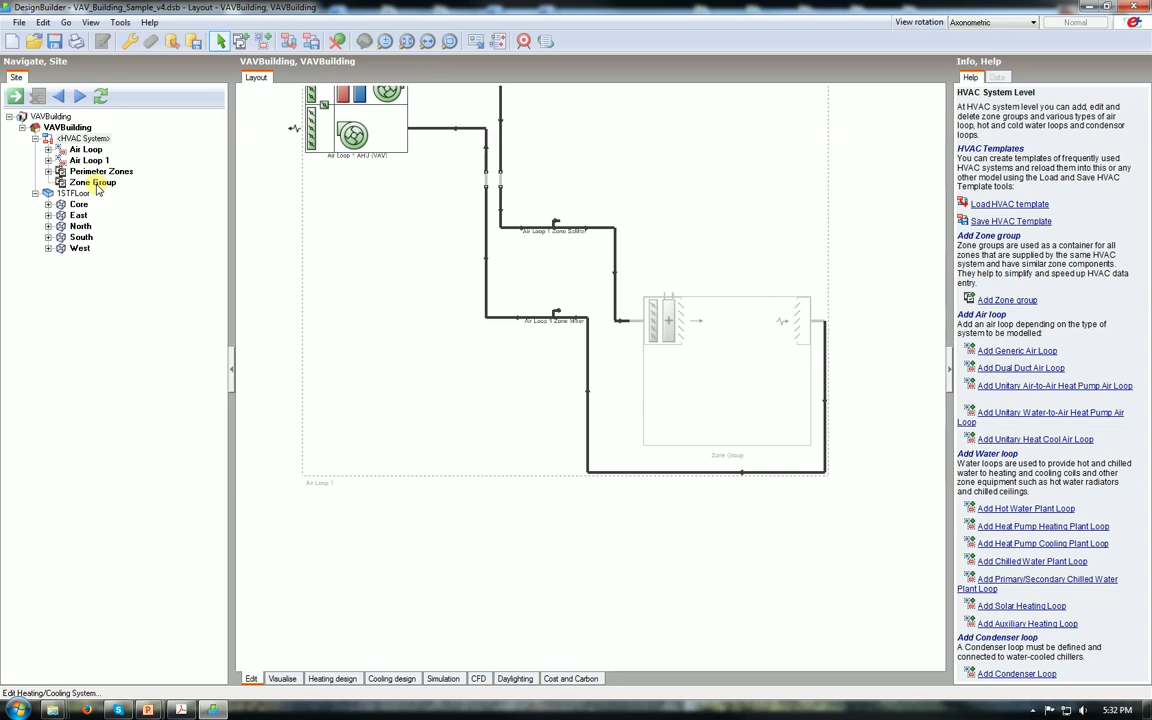 DesignBuilder - VAV_Building_Sample_v4.dsb - Layout - VAVBuilding, VAVBuilding
File Edit Go View Tools Help
View rotation Axonometric Normal
Navigate, Site
VAVBuilding, VAVBuilding
Info, Help
Site
Layout
Help Data
VAVBuilding
VAVBuilding
<HVAC System>
Air Loop
Air Loop 1
Perimeter Zones
Zone Group
1STFLoor
Core
East
North
South
West
Air Loop 1 AHU (VAV)
Air Loop 1 Zone Splitter
Air Loop 1 Zone Mixer
Zone Group
Air Loop 1
HVAC System Level
At HVAC system level you can add, edit and
delete zone groups and various types of air
loop, hot and cold water loops and condensor
loops.
HVAC Templates
You can create templates of frequently used
HVAC systems and reload them into this or
any other model using the Load and Save HVAC
Template tools:
Load HVAC template
Save HVAC Template
Add Zone group
Zone groups are used as a container for all
zones that are supplied by the same HVAC
system and have similar zone components.
They help to simplify and speed up HVAC data
entry.
Add Zone group
Add Air loop
Add an air loop depending on the type of
system to be modelled:
Add Generic Air Loop
Add Dual Duct Air Loop
Add Unitary Air-to-Air Heat Pump Air Loop
Add Unitary Water-to-Air Heat Pump Air
Loop
Add Unitary Heat Cool Air Loop
Add Water loop
Water loops are used to provide hot and chilled
water to heating and cooling coils and other
zone equipment such as hot water radiators
and chilled ceilings.
Add Hot Water Plant Loop
Add Heat Pump Heating Plant Loop
Add Heat Pump Cooling Plant Loop
Add Chilled Water Plant Loop
Add Primary/Secondary Chilled Water
Plant Loop
Add Solar Heating Loop
Add Auxiliary Heating Loop
Add Condenser loop
A Condenser loop must be defined and
connected to water-cooled chillers.
Add Condenser Loop
Edit Visualise Heating design Cooling design Simulation CFD Daylighting Cost and Carbon
Edit Heating/Cooling System...
5:32 PM